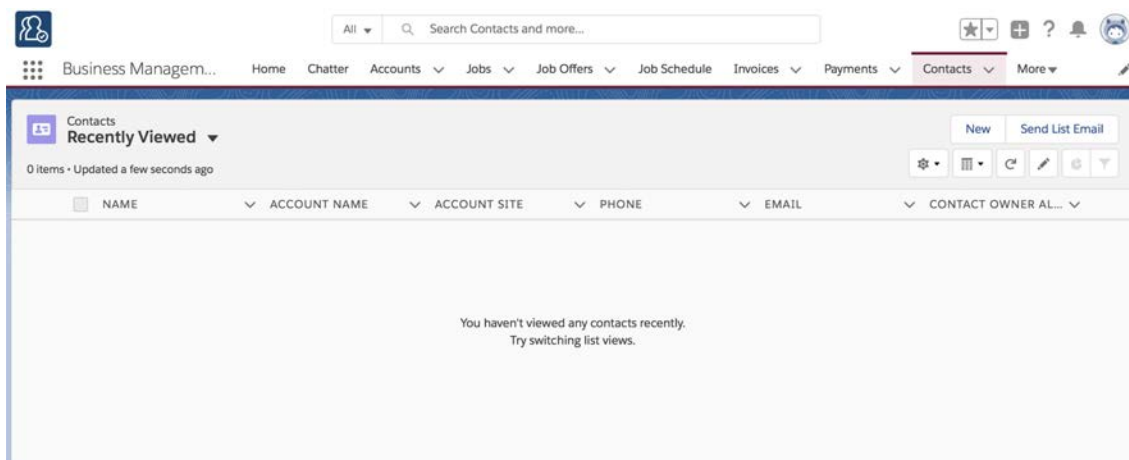 All Search Contacts and more...
Business Managem... Home Chatter Accounts Jobs Job Offers Job Schedule Invoices Payments Contacts More
Contacts
Recently Viewed
New Send List Email
0 items • Updated a few seconds ago
NAME ACCOUNT NAME ACCOUNT SITE PHONE EMAIL CONTACT OWNER AL...
You haven't viewed any contacts recently.
Try switching list views.